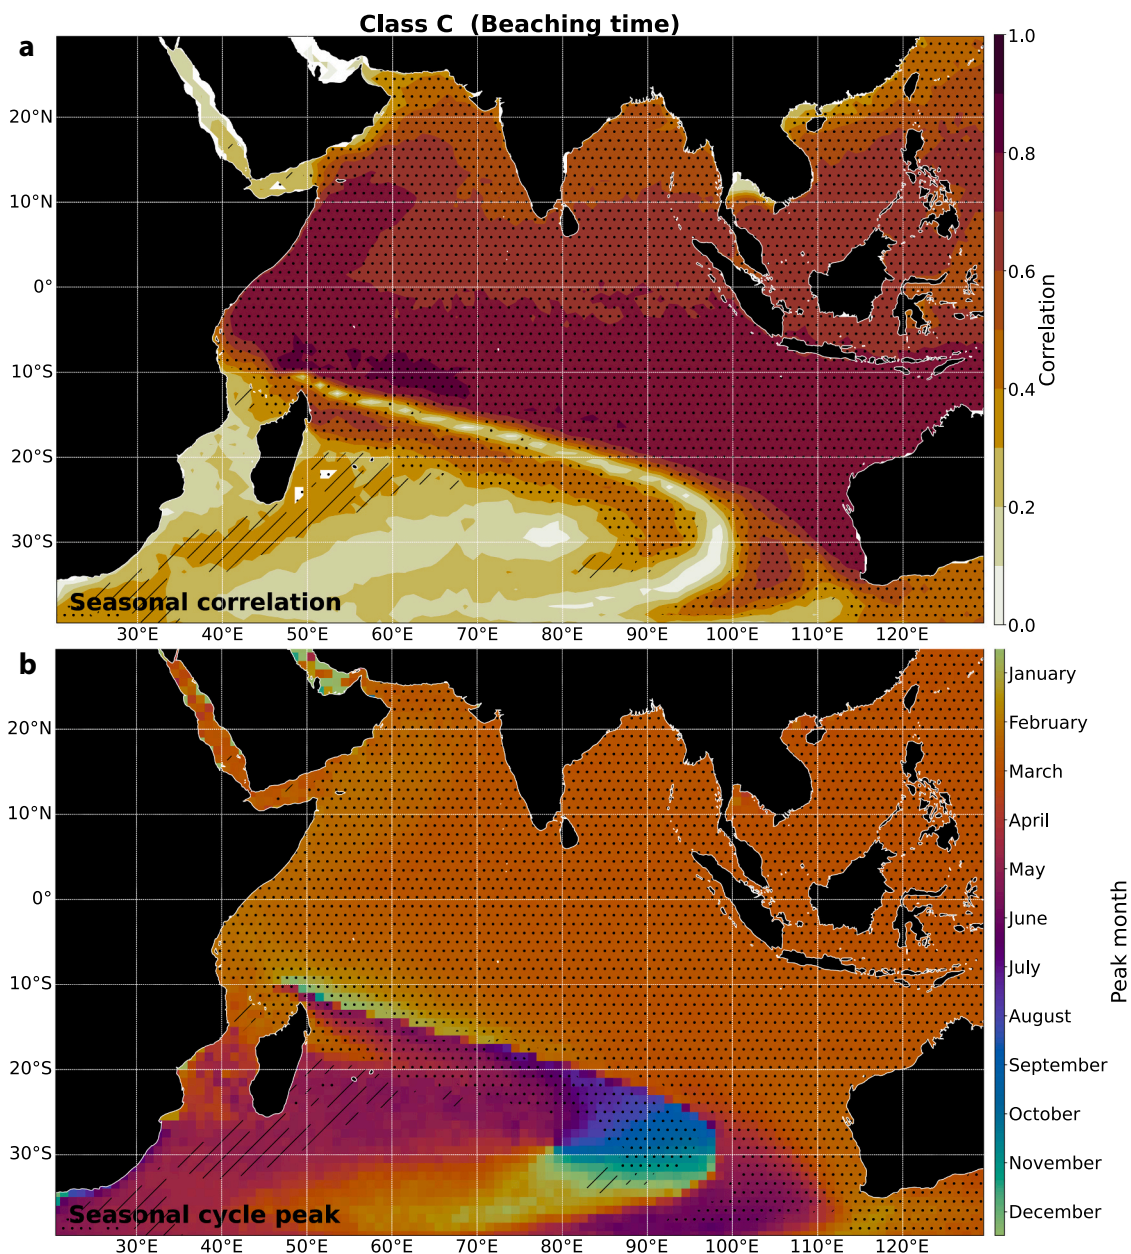 Class C (Beaching time)
a
20°N
10°N
0°
10°S
20°S
30°S
Seasonal correlation
30°E 40°E 50°E 60°E 70°E 80°E 90°E 100°E 110°E 120°E
1.0
0.8
0.6
0.4
0.2
0.0
Correlation
b
20°N
10°N
0°
10°S
20°S
30°S
Seasonal cycle peak
30°E 40°E 50°E 60°E 70°E 80°E 90°E 100°E 110°E 120°E
January
February
March
April
May
June
July
August
September
October
November
December
Peak month